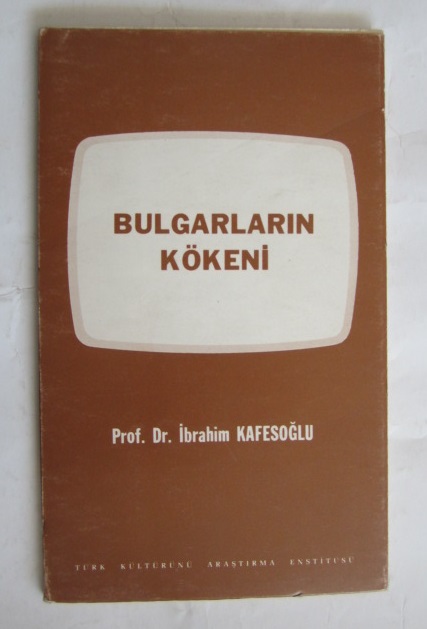 BULGARLARIN
KÖKENİ
Prof. Dr. İbrahim KAFESOĞLU
TÜRK KÜLTÜRÜNÜ ARAŞTIRMA ENSTİTÜSÜ